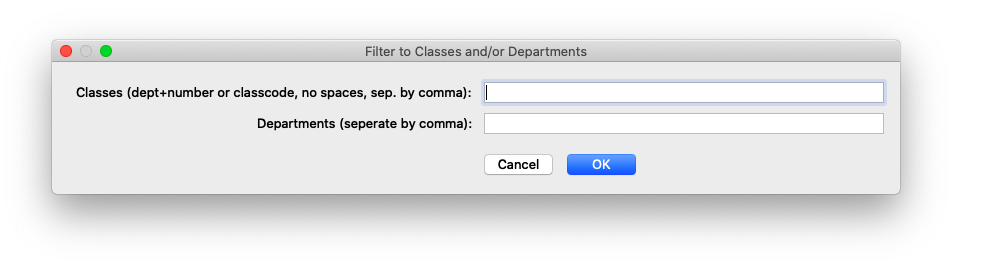 Filter to Classes and/or Departments
Classes (dept+number or classcode, no spaces, sep. by comma):
Departments (seperate by comma):
Cancel OK